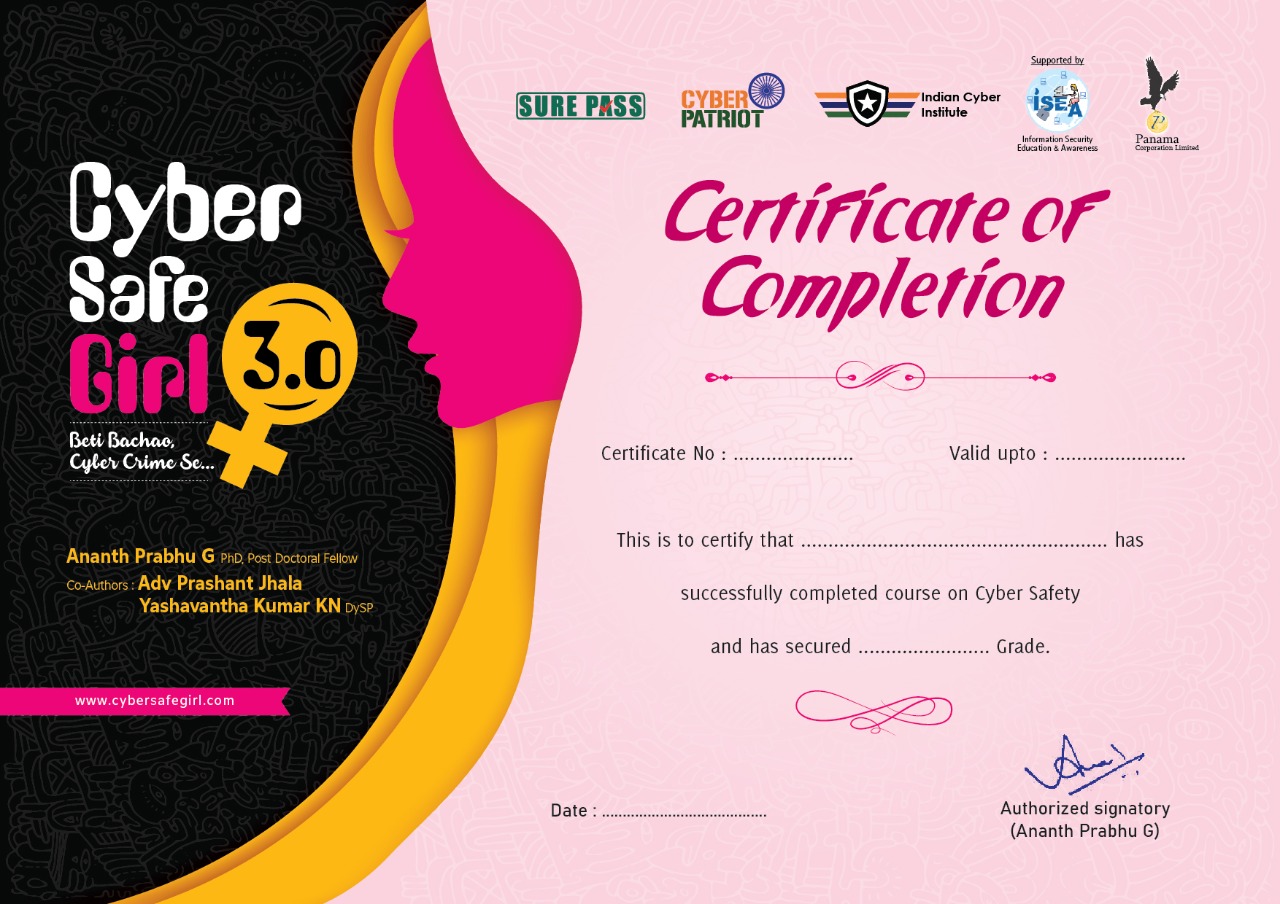 Cyber
Safe
Girl
3.0
Beti Bachao,
Cyber Crime Se...
Ananth Prabhu G PhD, Post Doctoral Fellow
Co-Authors : Adv Prashant Jhala
Yashavantha Kumar KN DySP
www.cybersafegirl.com
SURE PASS
CYBER
PATRIOT
Indian Cyber
Institute
Supported by
ISEA
Information Security
Education & Awareness
Panama
Corporation Limited
Certificate of
Completion
Certificate No : ......................
Valid upto : ........................
This is to certify that ......................................................... has
successfully completed course on Cyber Safety
and has secured ........................ Grade.
Date : ........................................
Authorized signatory
(Ananth Prabhu G)